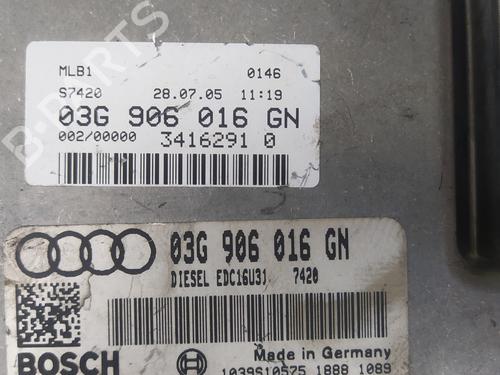 MLB1 0146
S7420 28.07.05 11:19
03G 906 016 GN
002/00000 3416291 0
03G 906 016 GN
DIESEL EDC16U31 7420
BOSCH
Made in Germany
1039S10575 1888 1089
B-PARTS